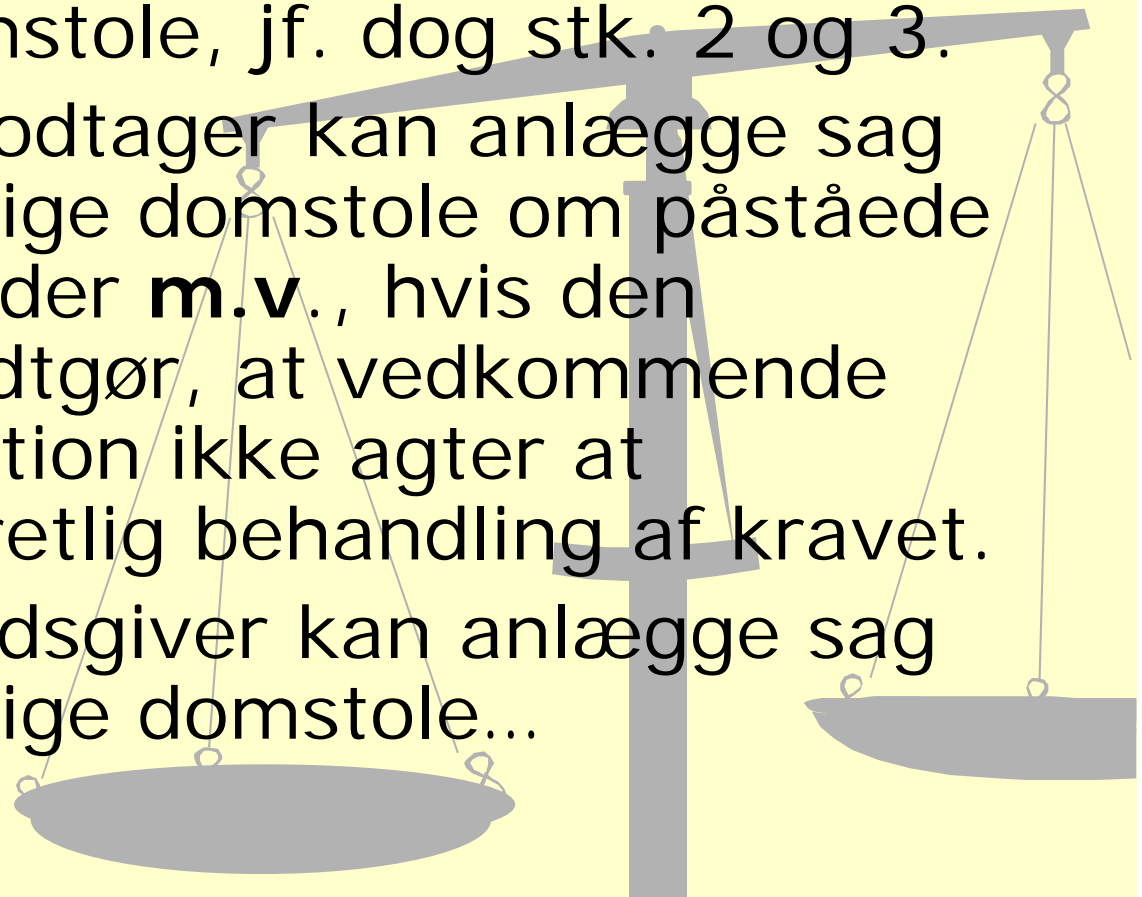 nstole, jf. dog stk. 2 og 3.
odtager kan anlægge sag
ige domstole om påståede
der m.v., hvis den
dtgør, at vedkommende
tion ikke agter at
retlig behandling af kravet.
dsgiver kan anlægge sag
ige domstole...